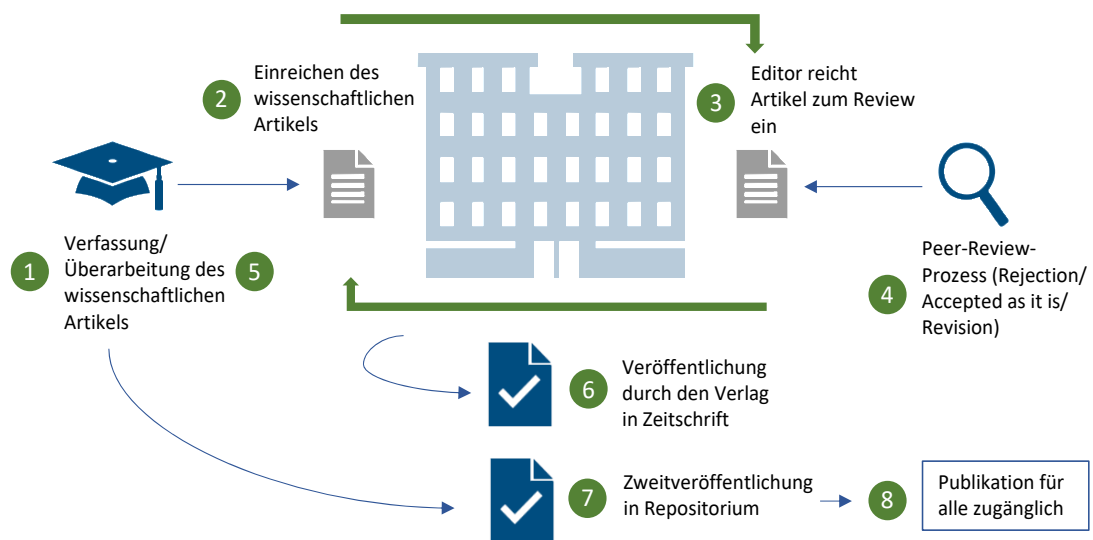 2
Einreichen des
wissenschaftlichen
Artikels
3
Editor reicht
Artikel zum Review
ein
1
Verfassung/
Überarbeitung des
wissenschaftlichen
Artikels
5
4
Peer-Review-
Prozess (Rejection/
Accepted as it is/
Revision)
6
Veröffentlichung
durch den Verlag
in Zeitschrift
7
Zweitveröffentlichung
in Repositorium
8
Publikation für
alle zugänglich